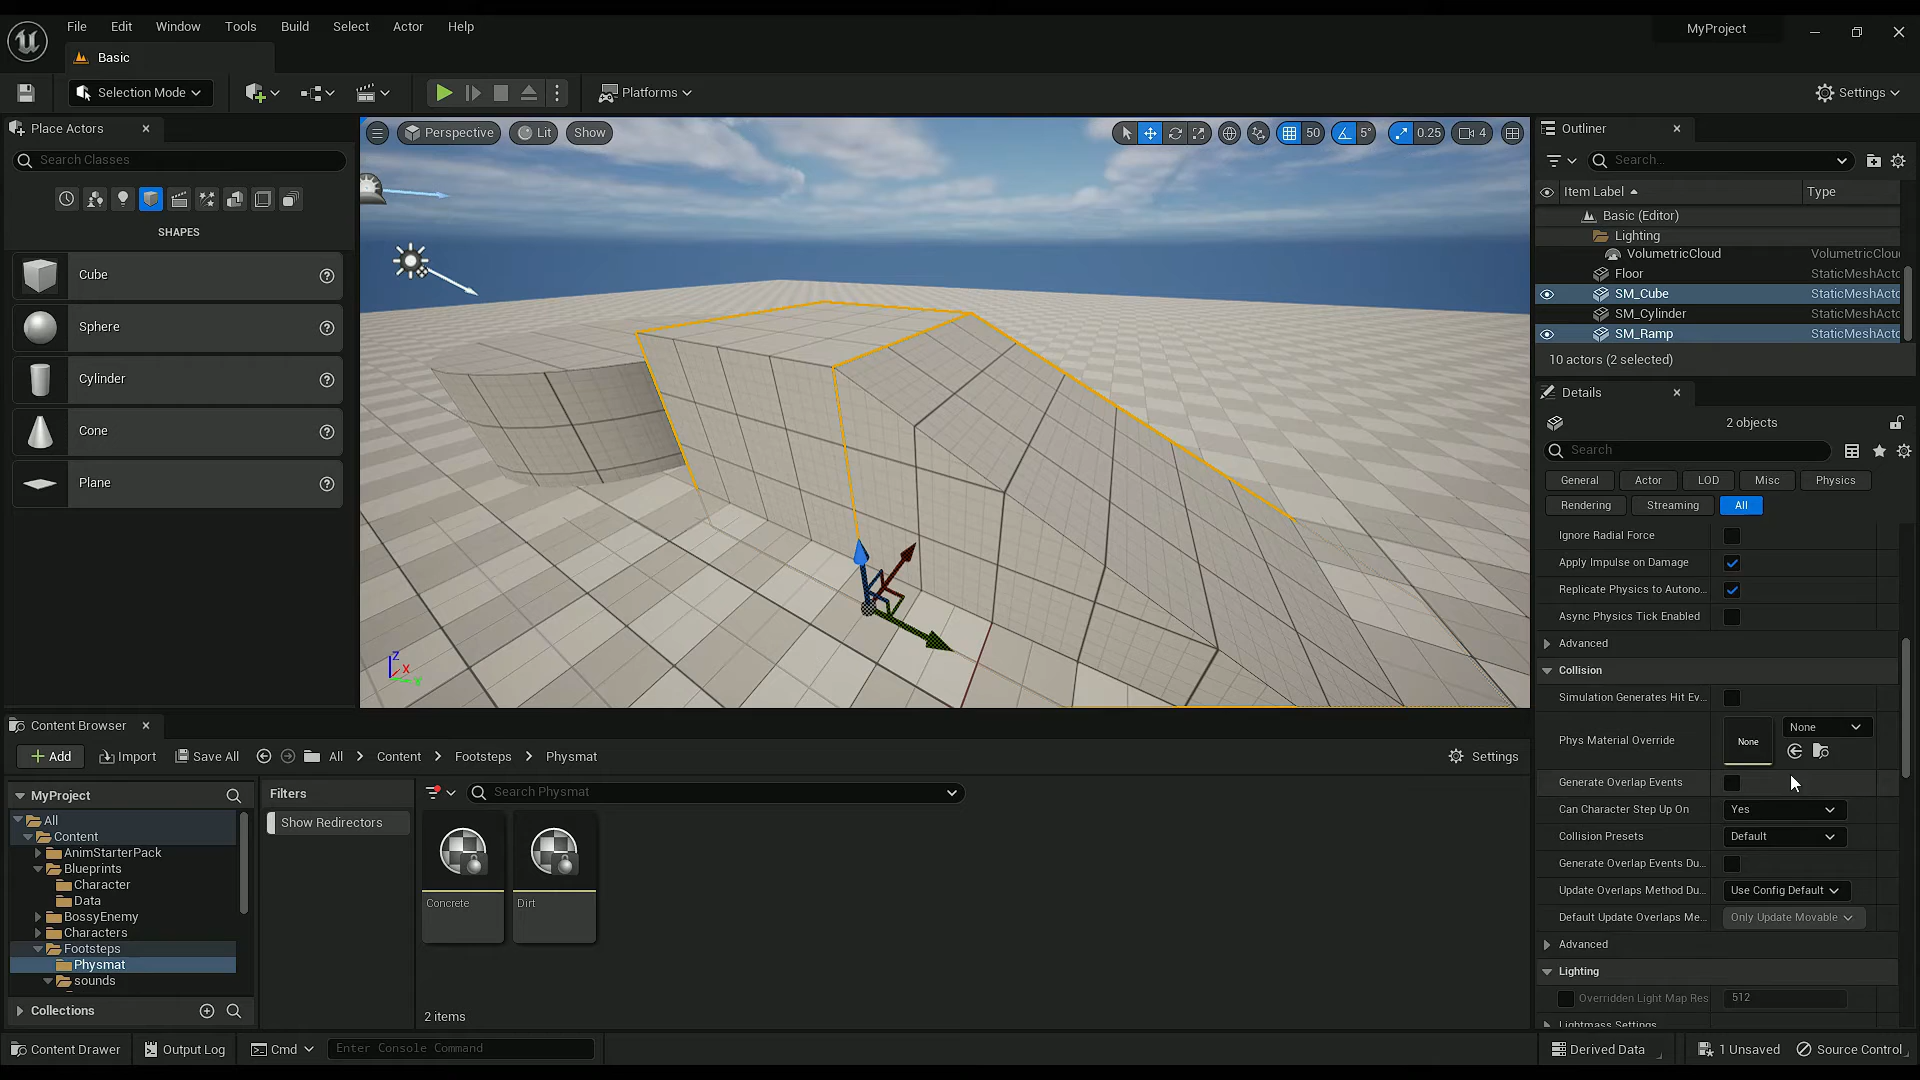 File Edit Window Tools Build Select Actor Help
MyProject
Basic
Selection Mode
Platforms
Settings
Place Actors
Search Classes
SHAPES
Cube
Sphere
Cylinder
Cone
Plane
Perspective Lit Show
50 5° 0.25 4
Z
X
Y
Outliner
Search...
Item Label Type
Basic (Editor)
Lighting
VolumetricCloud VolumetricClou
Floor StaticMeshActo
SM_Cube StaticMeshActo
SM_Cylinder StaticMeshActo
SM_Ramp StaticMeshActo
10 actors (2 selected)
Details
2 objects
Search
General Actor LOD Misc Physics
Rendering Streaming All
Ignore Radial Force
Apply Impulse on Damage
Replicate Physics to Autono...
Async Physics Tick Enabled
Advanced
Collision
Simulation Generates Hit Ev...
Phys Material Override
None
None
Generate Overlap Events
Can Character Step Up On Yes
Collision Presets Default
Generate Overlap Events Du...
Update Overlaps Method Du... Use Config Default
Default Update Overlaps Me... Only Update Movable
Advanced
Lighting
Overridden Light Map Res 512
Lightmass Settings
Content Browser
Add Import Save All All Content Footsteps Physmat Settings
MyProject
All
Content
AnimStarterPack
Blueprints
Character
Data
BossyEnemy
Characters
Footsteps
Physmat
sounds
Collections
Filters
Show Redirectors
Search Physmat
Concrete
Dirt
2 items
Content Drawer Output Log Cmd Enter Console Command
Derived Data 1 Unsaved Source Control